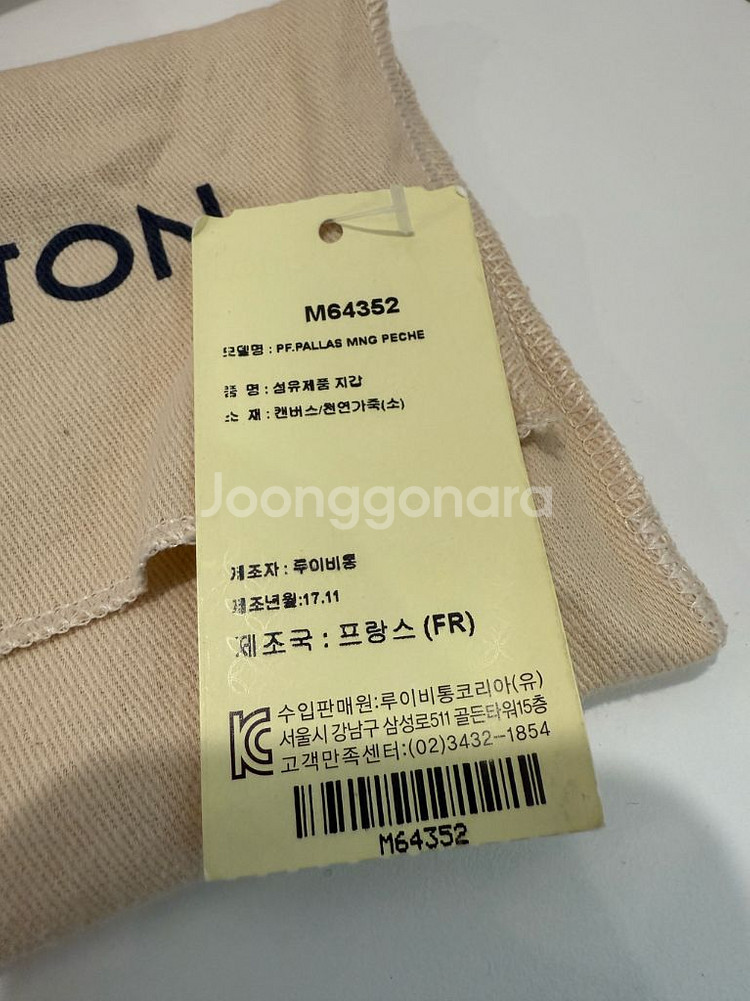 TON
M64352
모델명 : PF.PALLAS MNG PECHE
품 명 : 섬유제품 지갑
소 재 : 캔버스/천연가죽(소)
Joonggonara
제조자 : 루이비통
제조년월:17.11
제조국 : 프랑스 (FR)
수입판매원:루이비통코리아(유)
서울시 강남구 삼성로511 골든타워15층
고객만족센터:(02)3432-1854
M64352